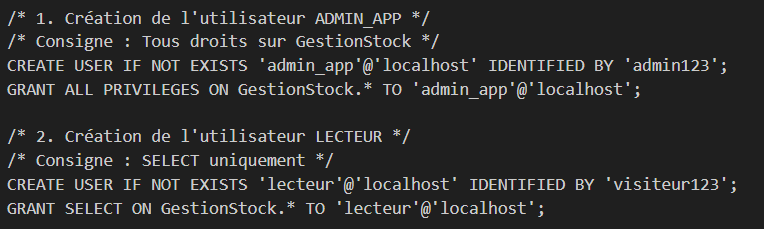 /* 1. Création de l'utilisateur ADMIN_APP */
/* Consigne : Tous droits sur GestionStock */
CREATE USER IF NOT EXISTS 'admin_app'@'localhost' IDENTIFIED BY 'admin123';
GRANT ALL PRIVILEGES ON GestionStock.* TO 'admin_app'@'localhost';
/* 2. Création de l'utilisateur LECTEUR */
/* Consigne : SELECT uniquement */
CREATE USER IF NOT EXISTS 'lecteur'@'localhost' IDENTIFIED BY 'visiteur123';
GRANT SELECT ON GestionStock.* TO 'lecteur'@'localhost';